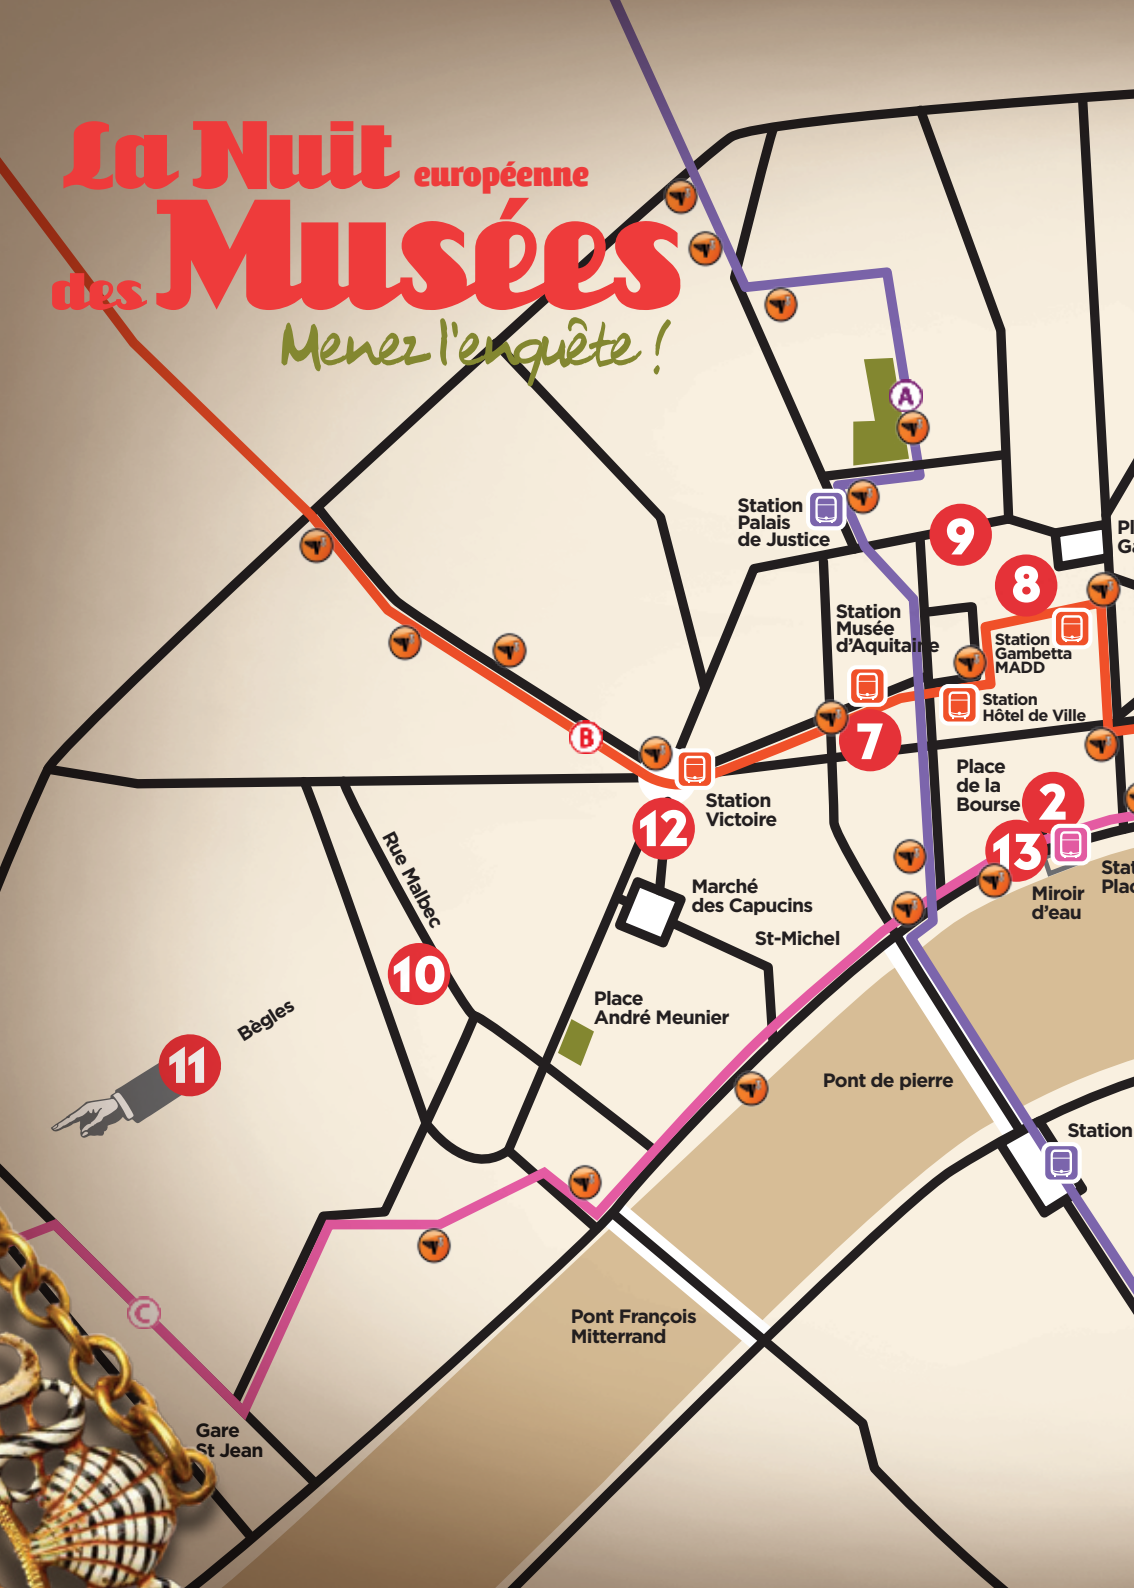 La Nuit européenne
des Musées
Menez l'enquête !
A
Station
Palais
de Justice
9
8
Station
Musée
d'Aquitaine
Station
Gambetta
MADD
Station
Hôtel de Ville
7
B
Station
Victoire
12
Place
de la
Bourse
2
13
Miroir
d'eau
Marché
des Capucins
St-Michel
Rue Malbec
10
Place
André Meunier
Bègles
11
Pont de pierre
Station
C
Pont François
Mitterrand
Gare
St Jean